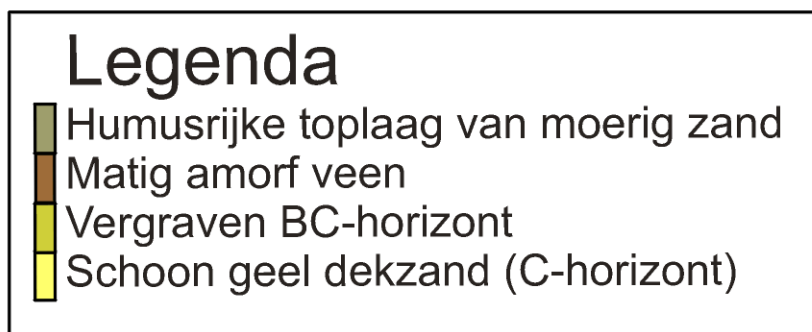 Legenda
Humusrijke toplaag van moerig zand
Matig amorf veen
Vergraven BC-horizont
Schoon geel dekzand (C-horizont)